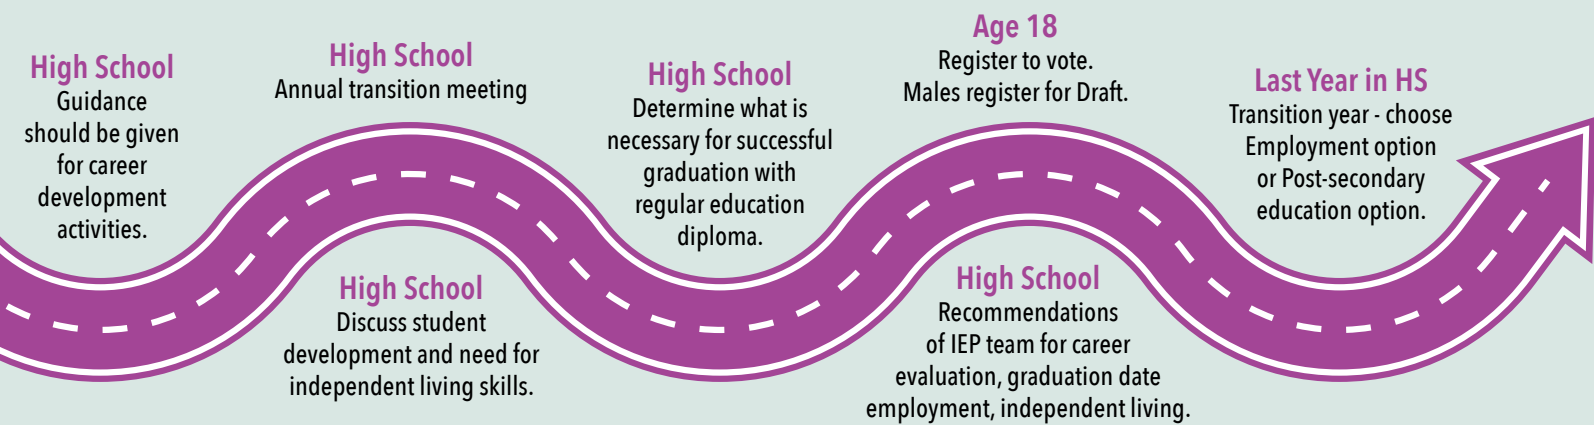 High School
Guidance
should be given
for career
development
activities.
High School
Annual transition meeting
High School
Discuss student
development and need for
independent living skills.
High School
Determine what is
necessary for successful
graduation with
regular education
diploma.
Age 18
Register to vote.
Males register for Draft.
High School
Recommendations
of IEP team for career
evaluation, graduation date
employment, independent living.
Last Year in HS
Transition year - choose
Employment option
or Post-secondary
education option.